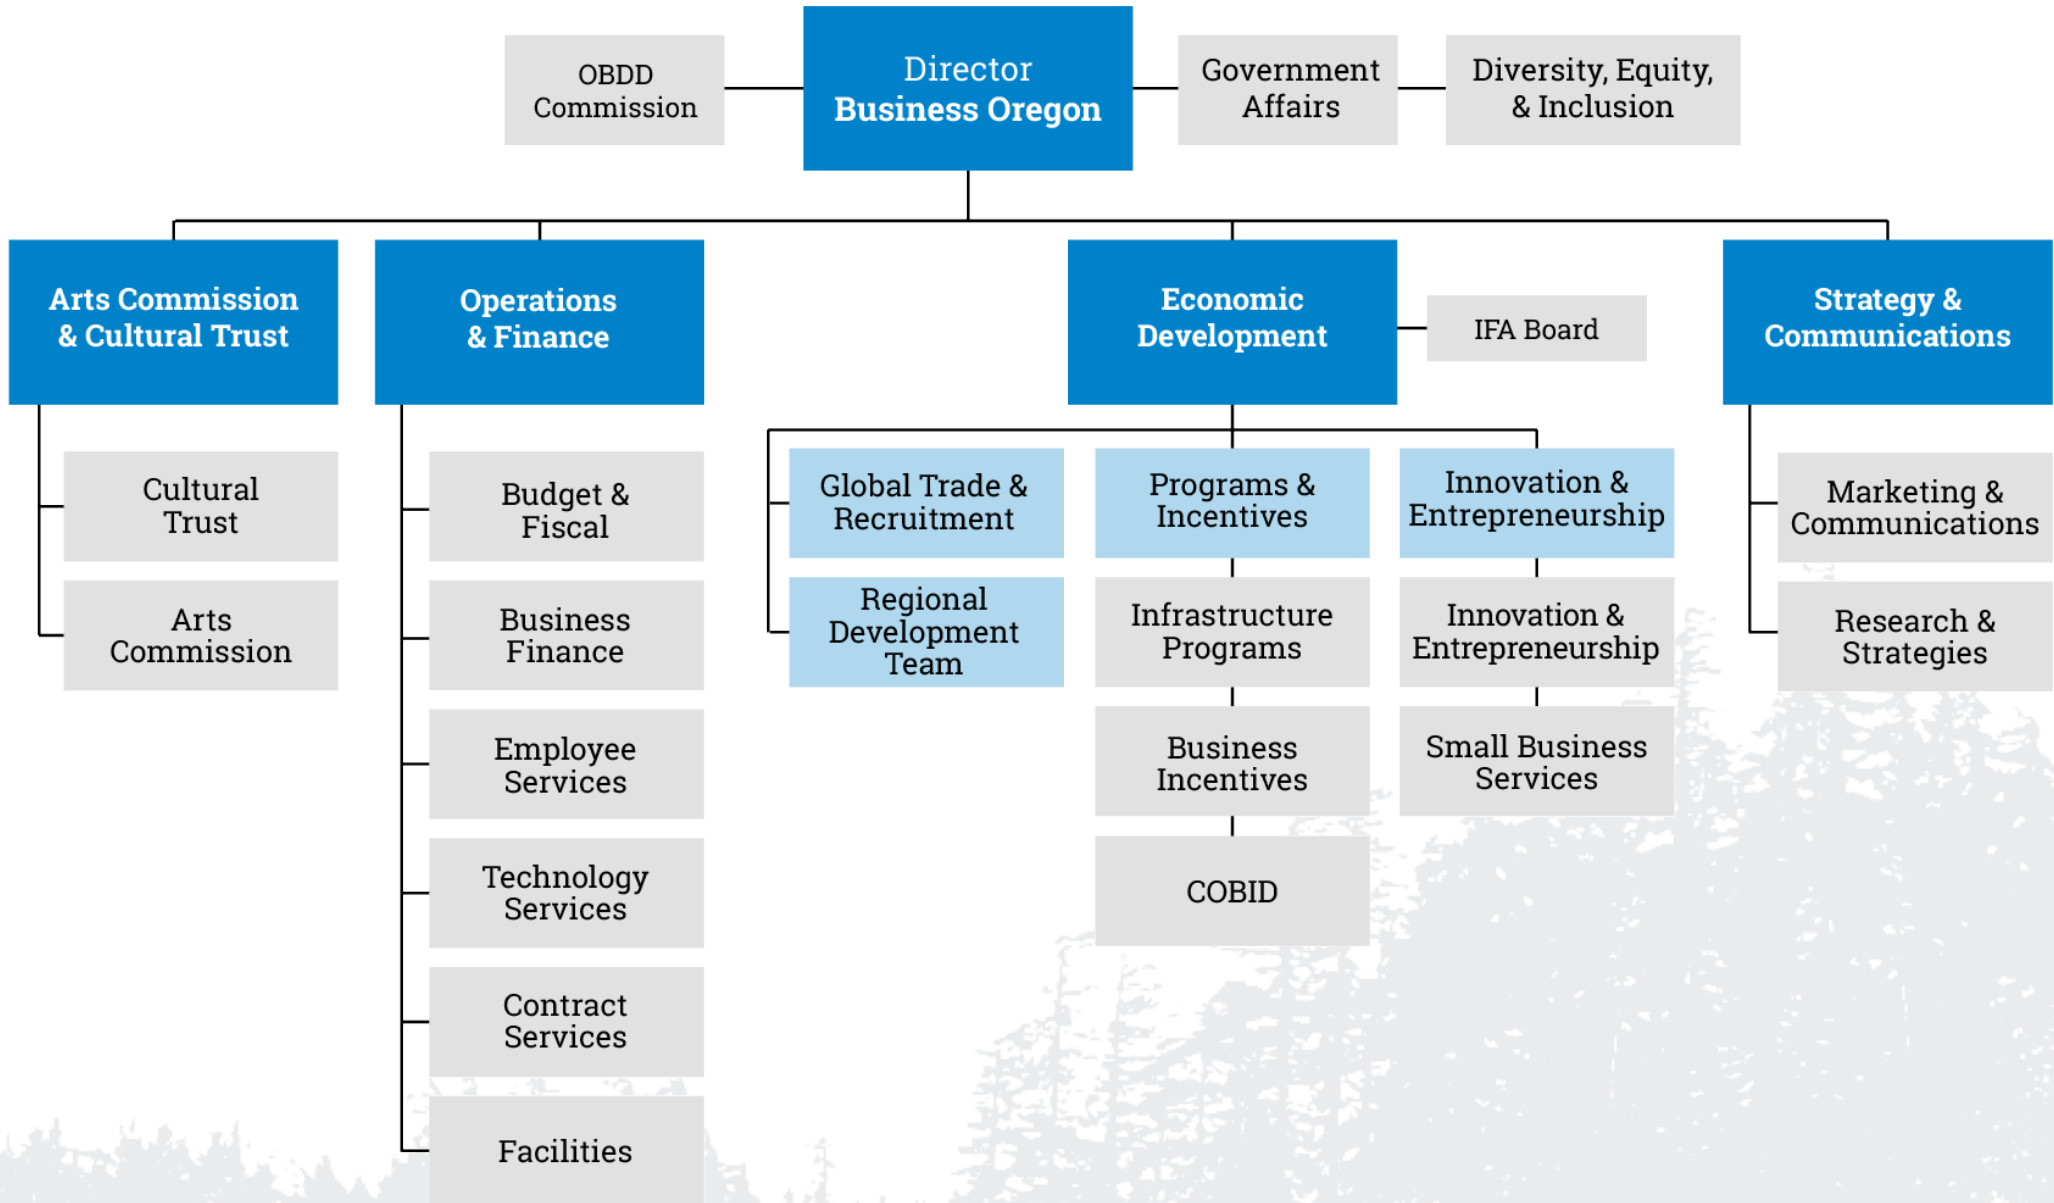 OBDD
Commission
Director
Business Oregon
Government
Affairs
Diversity, Equity,
& Inclusion
Arts Commission
& Cultural Trust
Operations
& Finance
Economic
Development
IFA Board
Strategy &
Communications
Cultural
Trust
Arts
Commission
Budget &
Fiscal
Business
Finance
Employee
Services
Technology
Services
Contract
Services
Facilities
Global Trade &
Recruitment
Regional
Development
Team
Programs &
Incentives
Infrastructure
Programs
Business
Incentives
COBID
Innovation &
Entrepreneurship
Innovation &
Entrepreneurship
Small Business
Services
Marketing &
Communications
Research &
Strategies